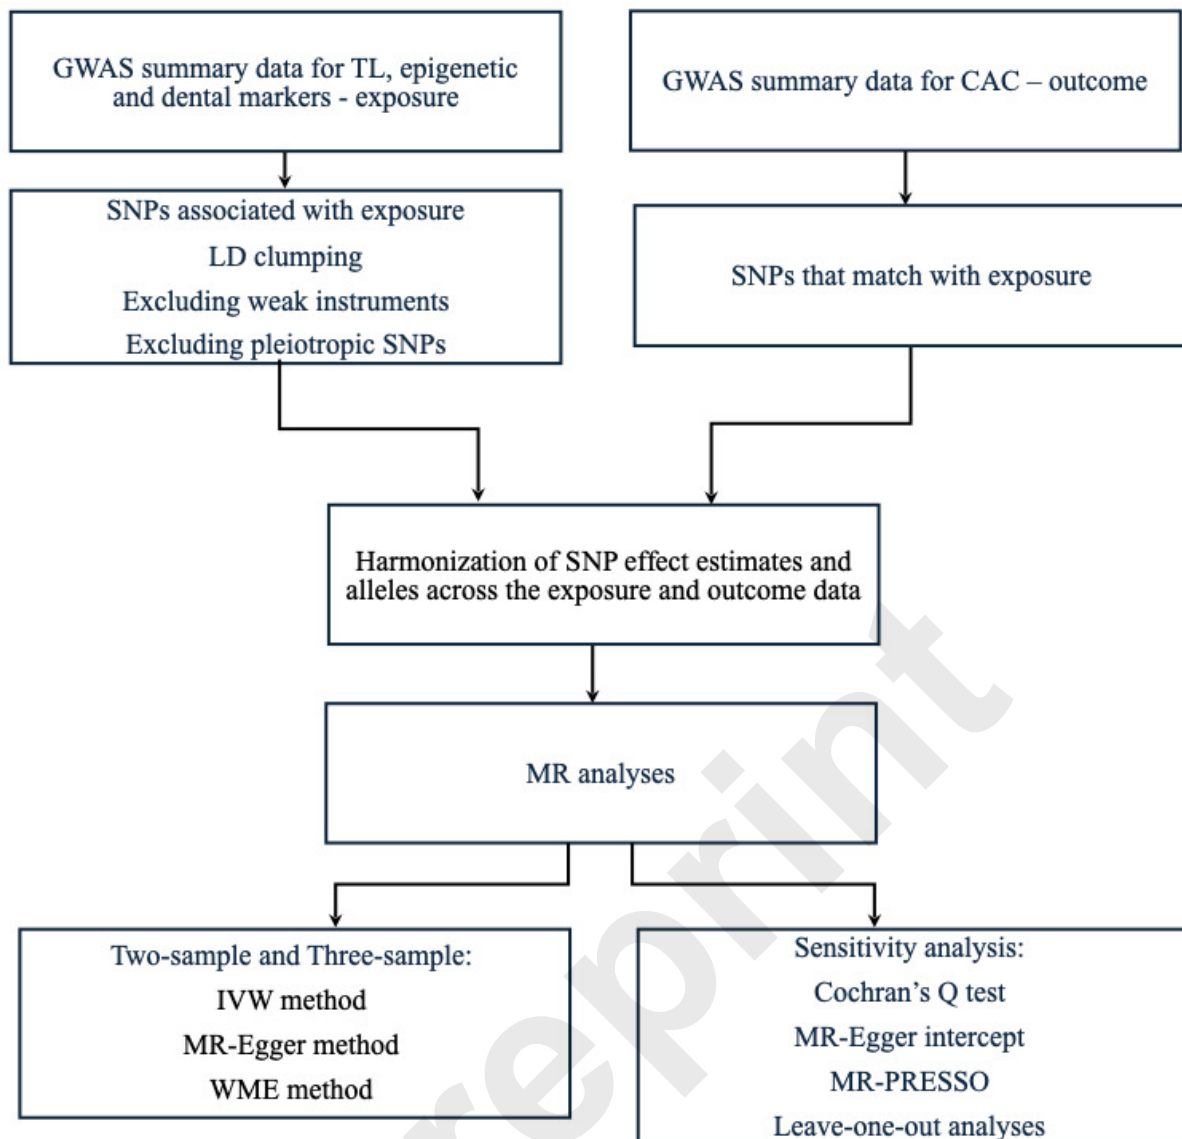 GWAS summary data for TL, epigenetic
and dental markers - exposure
GWAS summary data for CAC – outcome
SNPs associated with exposure
LD clumping
Excluding weak instruments
Excluding pleiotropic SNPs
SNPs that match with exposure
Harmonization of SNP effect estimates and
alleles across the exposure and outcome data
MR analyses
Two-sample and Three-sample:
IVW method
MR-Egger method
WME method
Sensitivity analysis:
Cochran’s Q test
MR-Egger intercept
MR-PRESSO
Leave-one-out analyses
reprint